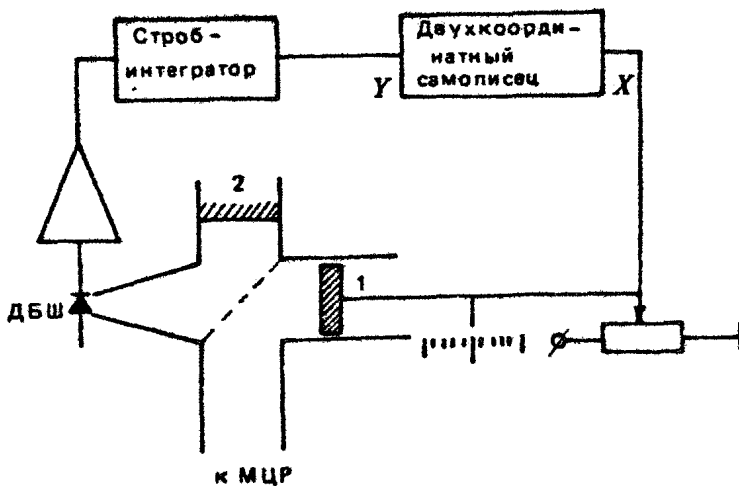 Строб-
интегратор
Двухкоорди-
натный
самописец
Y
X
2
1
ДБШ
к МЦР